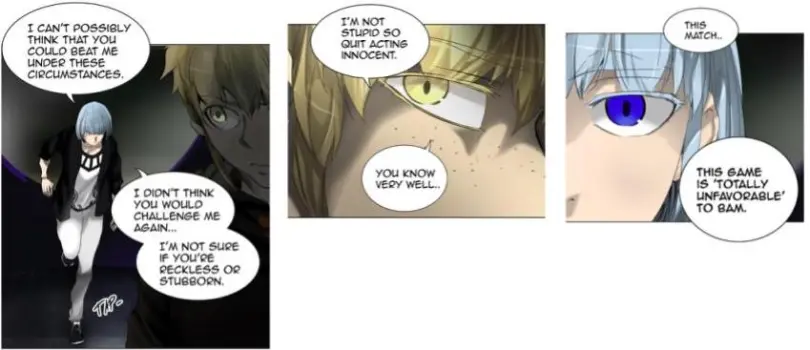 I CAN'T POSSIBLY
THINK THAT YOU
COULD BEAT ME
UNDER THESE
CIRCUMSTANCES.
I DIDN'T THINK
YOU WOULD
CHALLENGE ME
AGAIN...
I'M NOT SURE
IF YOU'RE
RECKLESS OR
STUBBORN.
TAP-
I'M NOT
STUPID SO
QUIT ACTING
INNOCENT.
YOU KNOW
VERY WELL..
THIS
MATCH..
THIS GAME
IS 'TOTALLY
UNFAVORABLE'
TO BAM.